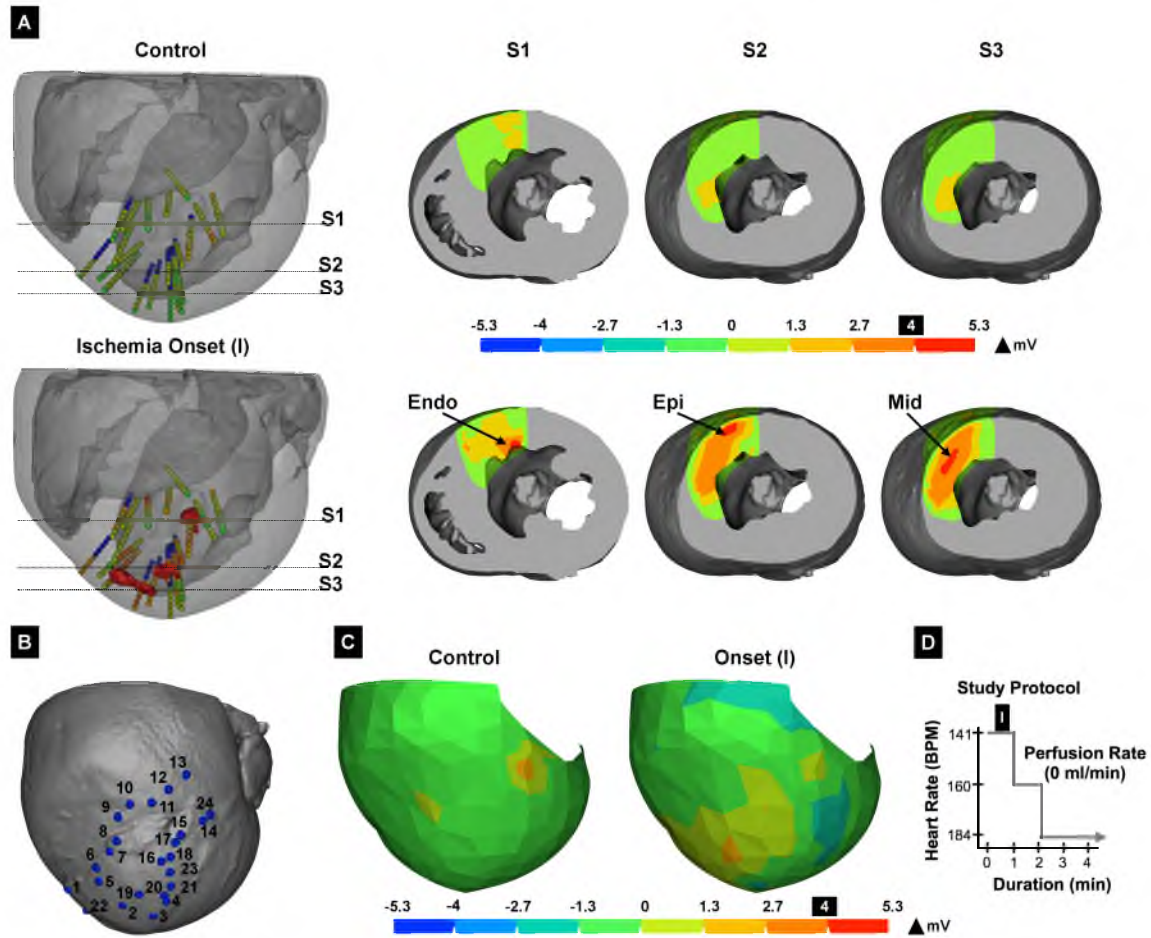 A
Control
S1
S2
S3
S1
S2
S3
-5.3 -4 -2.7 -1.3 0 1.3 2.7 4 5.3
▲mV
Ischemia Onset (I)
Endo
Epi
Mid
S1
S2
S3
B
C
D
Control
Onset (I)
Study Protocol
I
141
Perfusion Rate
(0 ml/min)
160
184
Heart Rate (BPM)
0 1 2 3 4
Duration (min)
13
12
10
9
11
24
15
14
8
17
7
16
18
6
23
5
1
19
20
21
4
22
2
3
-5.3 -4 -2.7 -1.3 0 1.3 2.7 4 5.3
▲mV